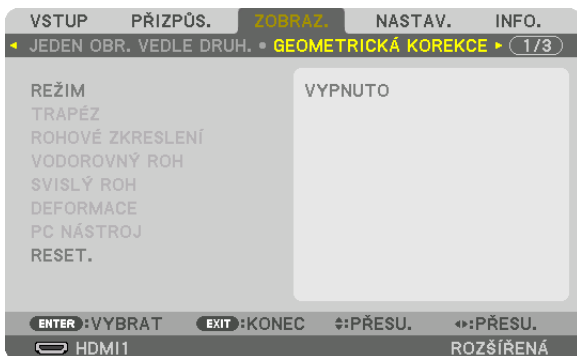 VSTUP PŘIZPŮS. ZOBRAZ. NASTAV. INFO.
JEDEN OBR. VEDLE DRUH. • GEOMETRICKÁ KOREKCE 1/3
REŽIM VYPNUTO
TRAPÉZ
ROHOVÉ ZKRESLENÍ
VODOROVNÝ ROH
SVISLÝ ROH
DEFORMACE
PC NÁSTROJ
RESET.
ENTER :VYBRAT EXIT :KONEC :PŘESU. :PŘESU.
HDMI1 ROZŠÍŘENÁ